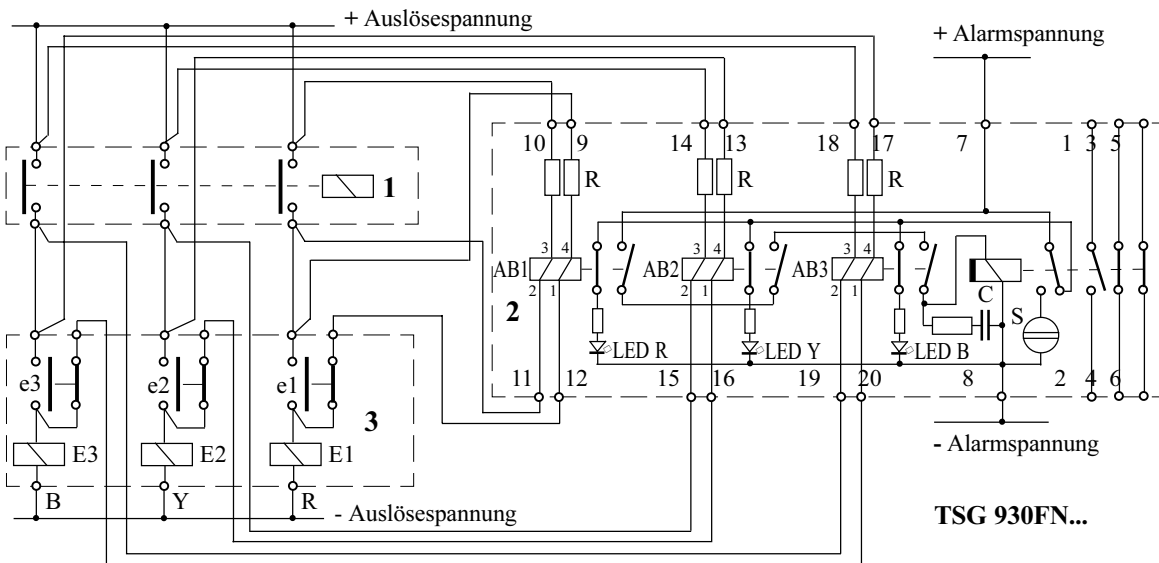 + Auslösespannung
+ Alarmspannung
10 9 14 13 18 17 7 1 3 5
R R R
1
3 4 3 4 3 4
AB1 AB2 AB3
2 1 2 1 2 1
C
S
2
LED R LED Y LED B
e3 e2 e1
11 12 15 16 19 20 8 2 4 6
3
E3 E2 E1
- Alarmspannung
B Y R
- Auslösespannung
TSG 930FN...